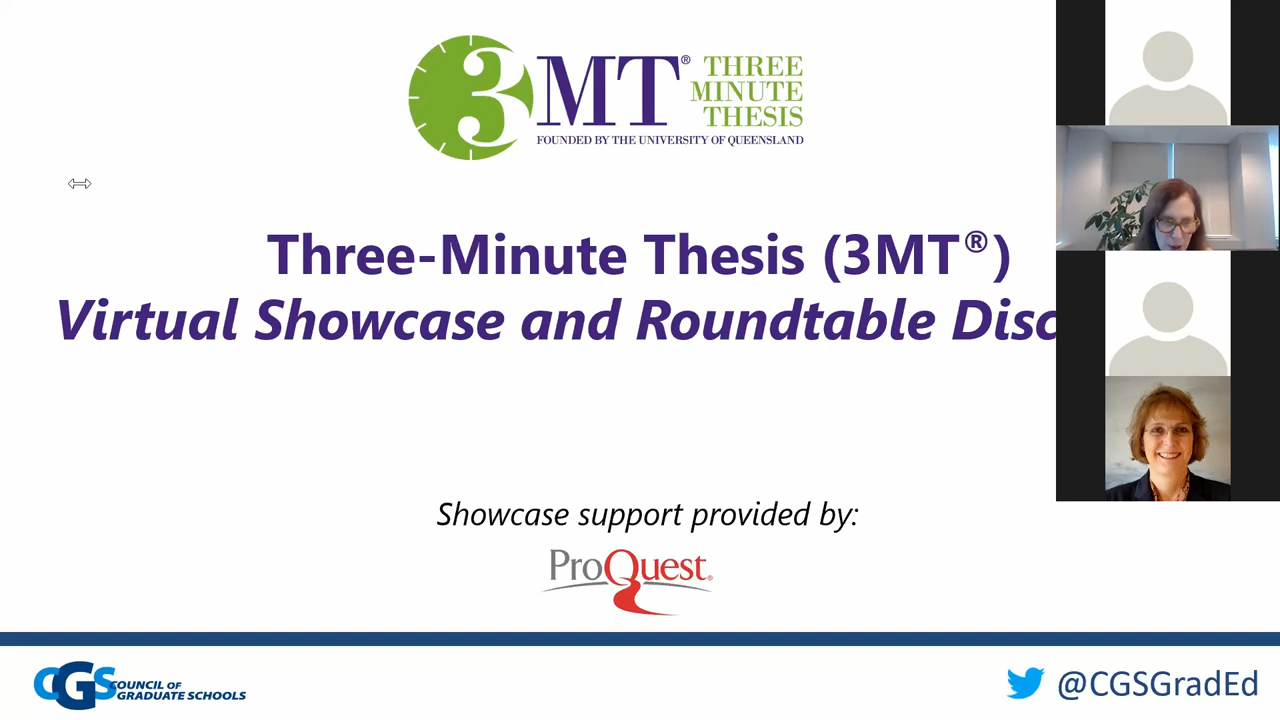 3MT® THREE
MINUTE
THESIS
FOUNDED BY THE UNIVERSITY OF QUEENSLAND
Three-Minute Thesis (3MT®)
Virtual Showcase and Roundtable Disc
Showcase support provided by:
ProQuest®
CGS COUNCIL OF
GRADUATE SCHOOLS
@CGSGradEd